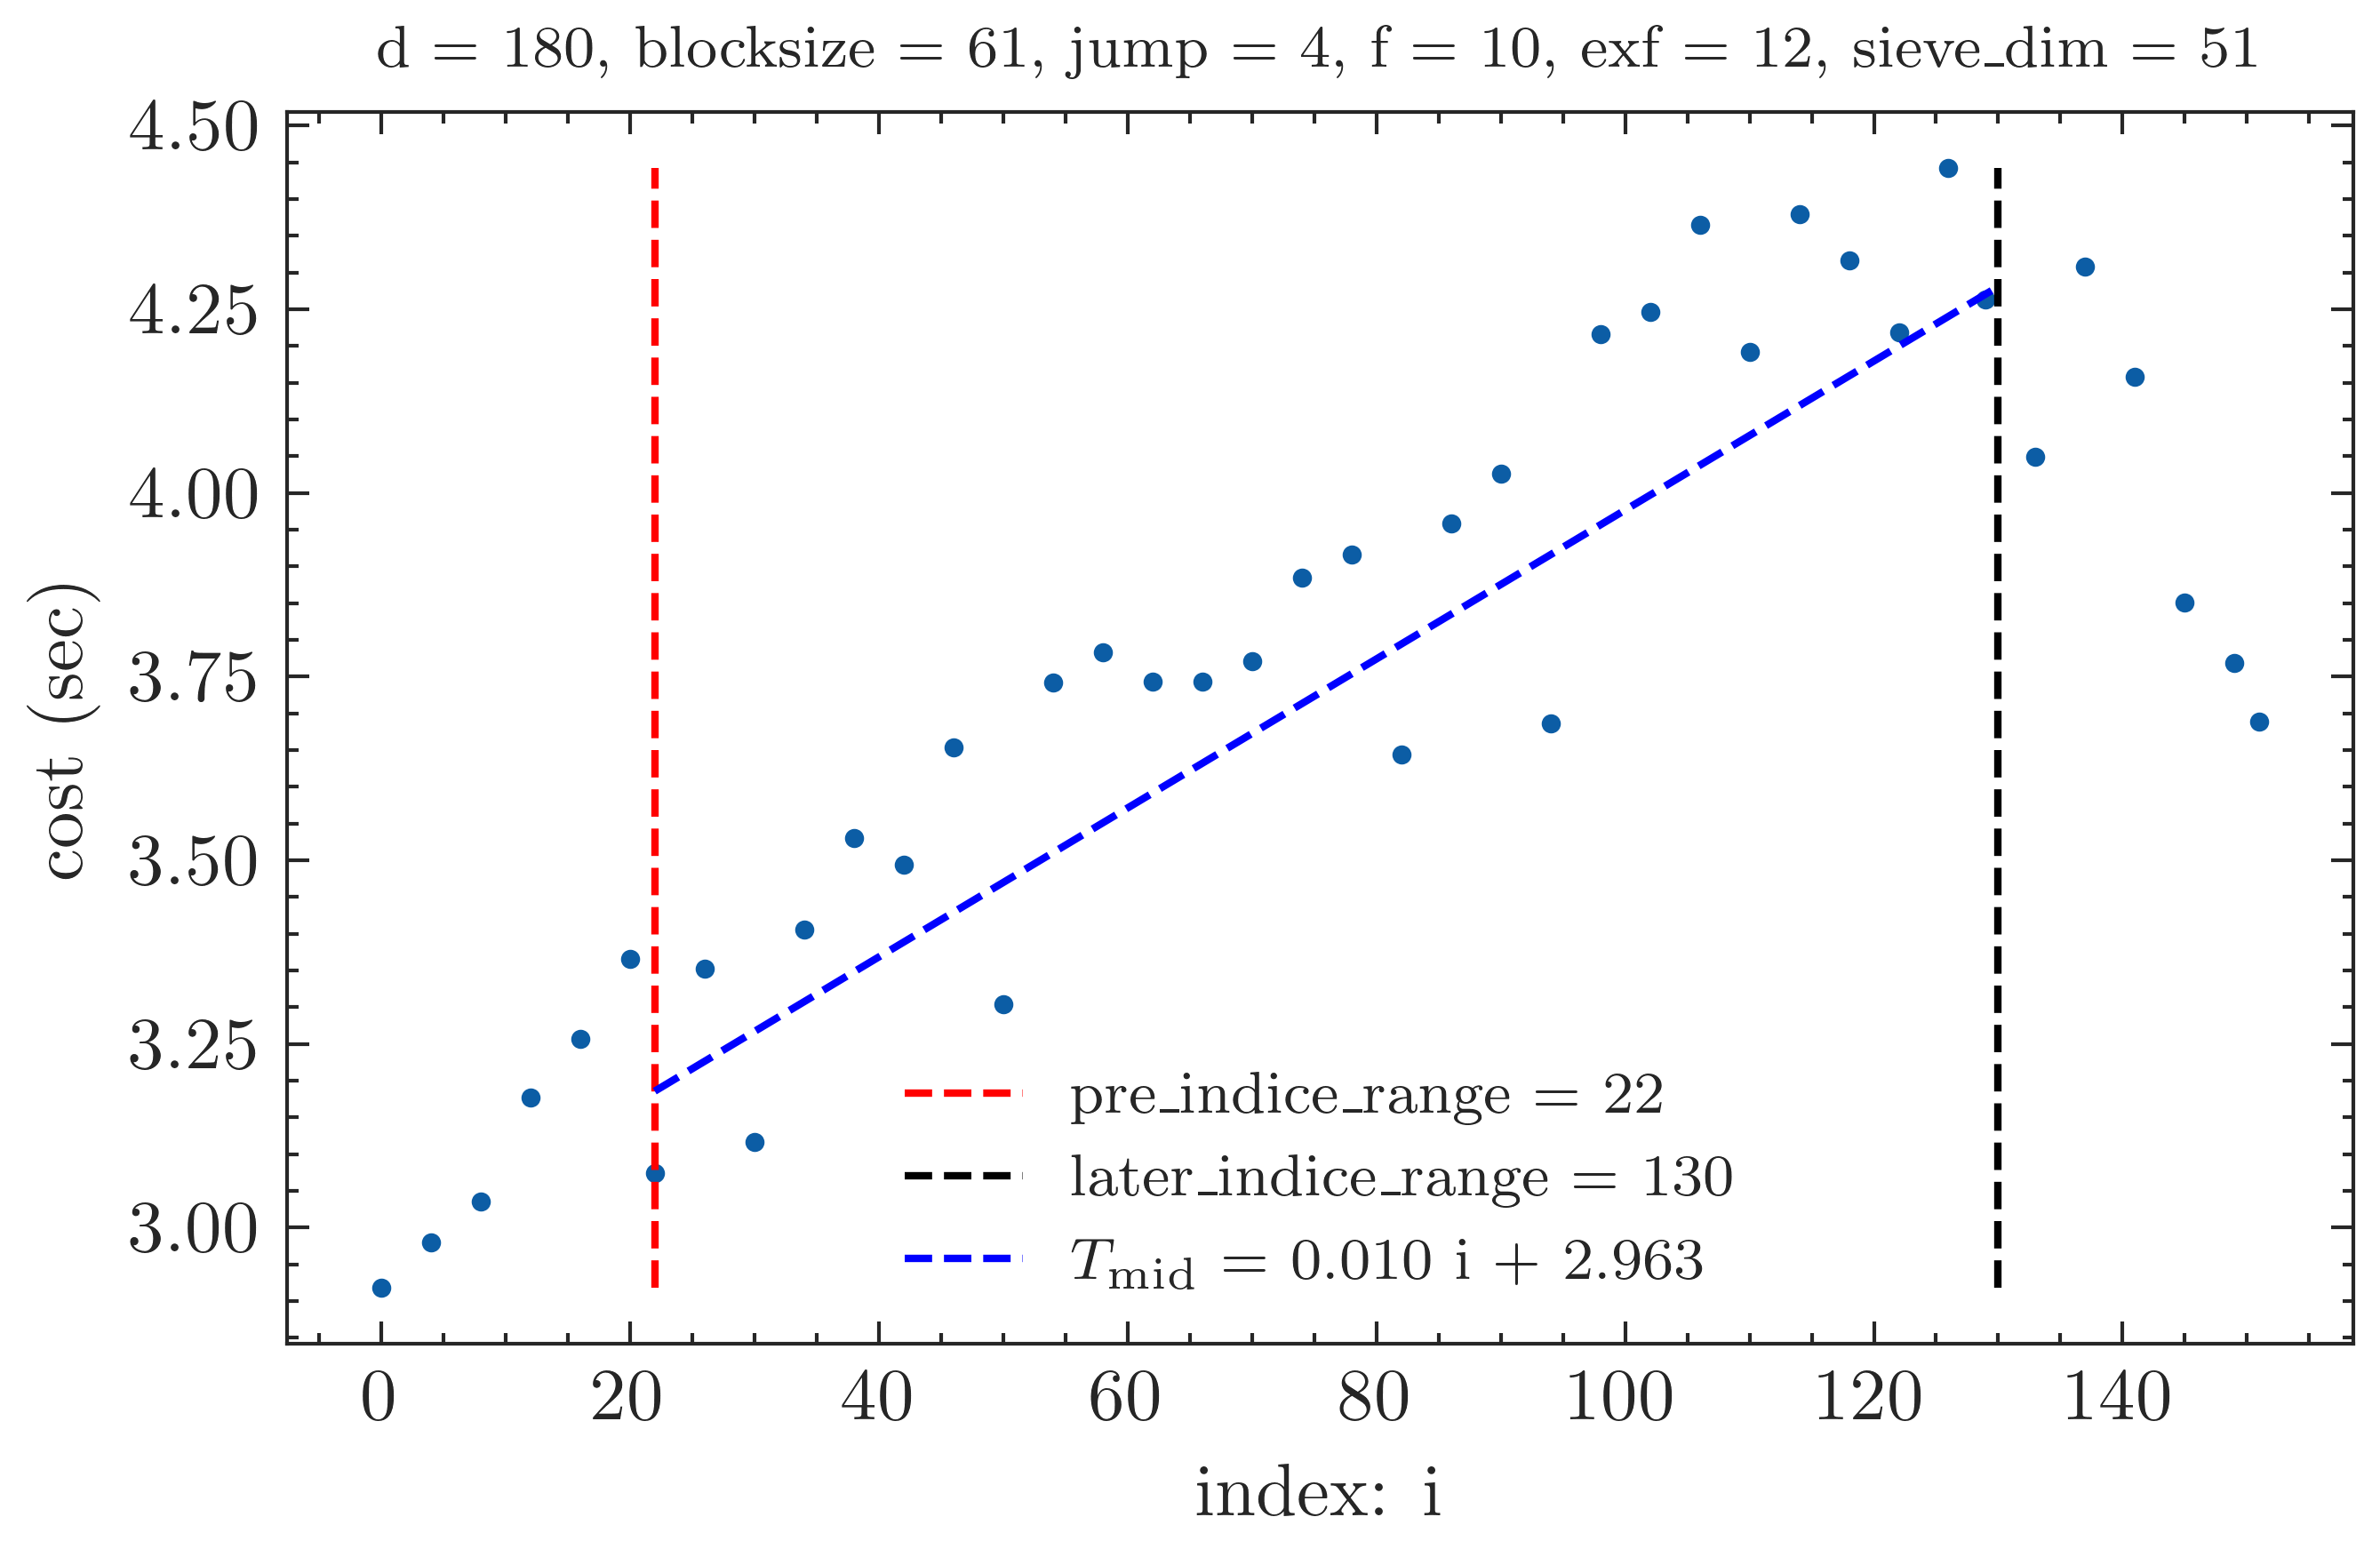 d = 180, blocksize = 61, jump = 4, f = 10, exf = 12, sieve_dim = 51
4.50
4.25
4.00
3.75
3.50
3.25
3.00
cost (sec)
pre_indice_range = 22
later_indice_range = 130
T_mid = 0.010 i + 2.963
0 20 40 60 80 100 120 140
index: i